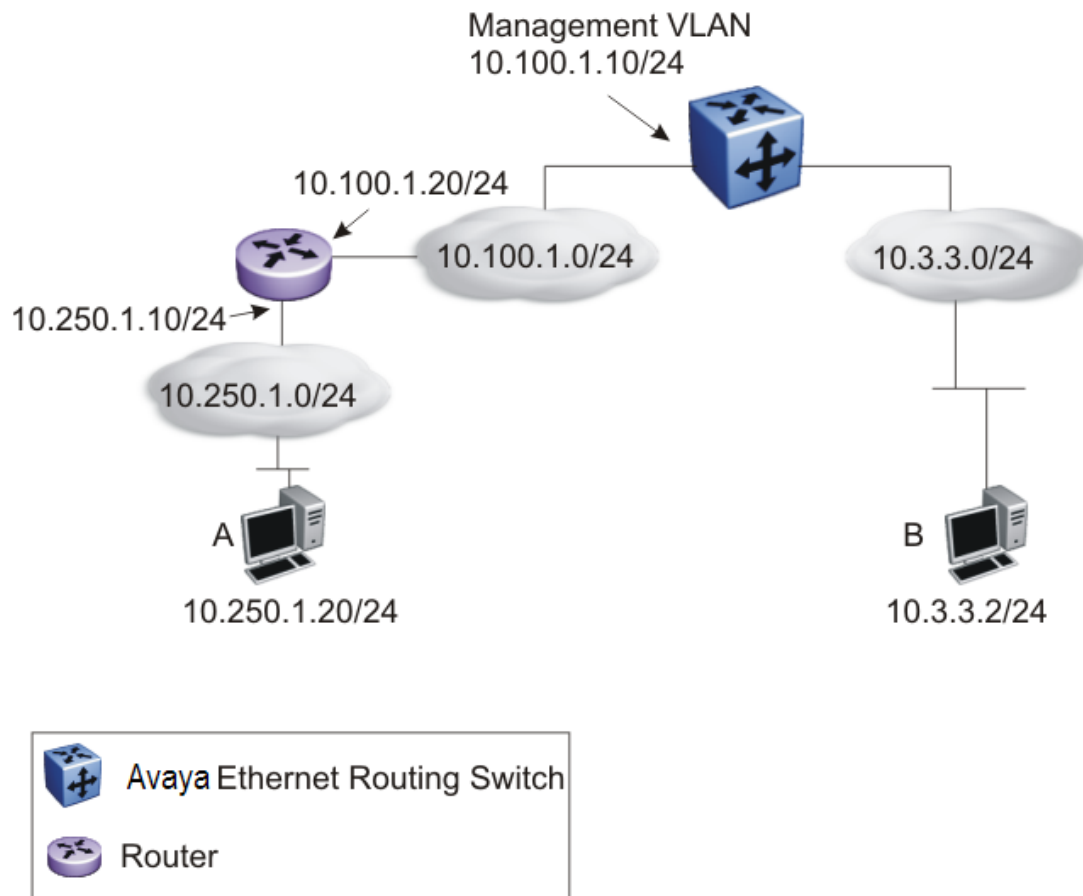 Management VLAN
10.100.1.10/24
10.100.1.20/24
10.100.1.0/24
10.3.3.0/24
10.250.1.10/24
10.250.1.0/24
A
B
10.250.1.20/24
10.3.3.2/24
Avaya Ethernet Routing Switch
Router